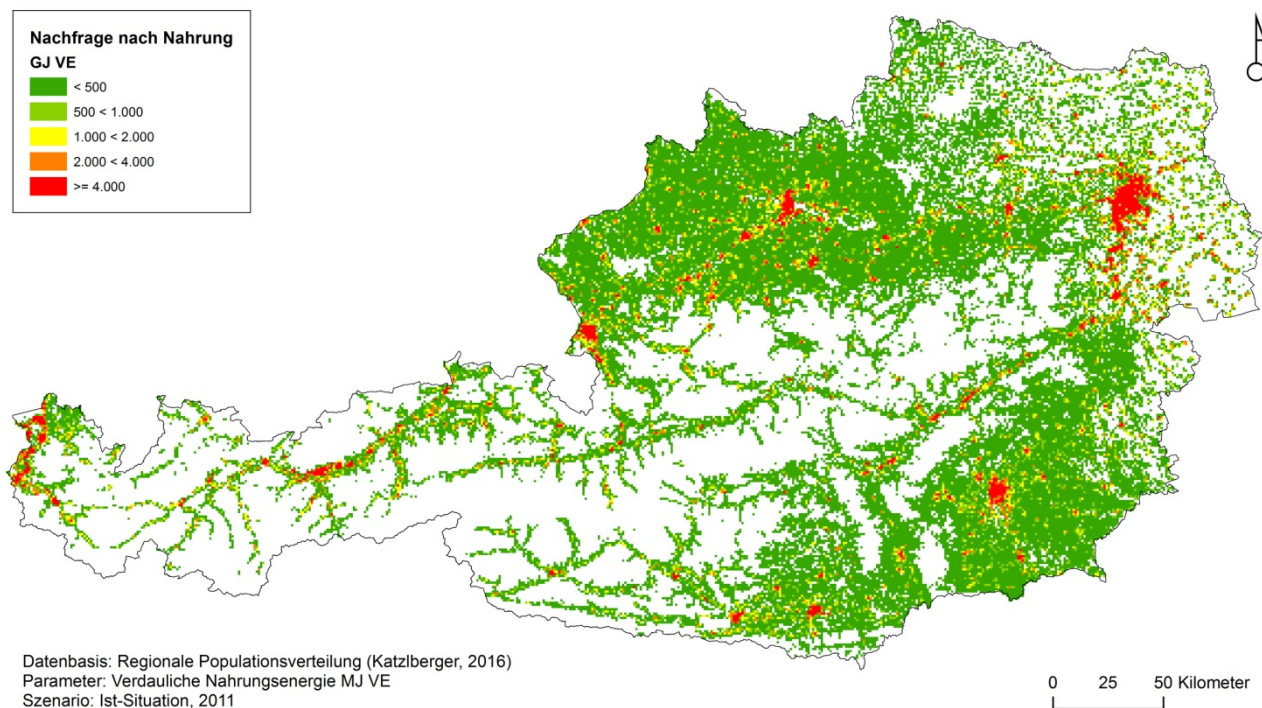 Nachfrage nach Nahrung
GJ VE
< 500
500 < 1.000
1.000 < 2.000
2.000 < 4.000
>= 4.000
Datenbasis: Regionale Populationsverteilung (Katzlberger, 2016)
Parameter: Verdauliche Nahrungsenergie MJ VE
Szenario: Ist-Situation, 2011
0 25 50 Kilometer